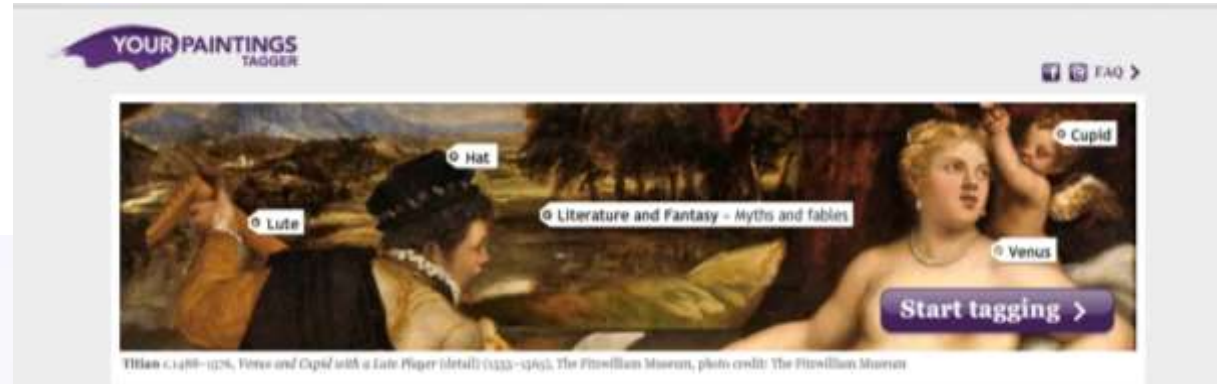 YOUR PAINTINGS
TAGGER
FAQ
Cupid
Hat
Literature and Fantasy - Myths and fables
Lute
Venus
Start tagging
Titian c.1488–1576, Venus and Cupid with a Lute Player (detail) (1555–1565), The Fitzwilliam Museum, photo credit: The Fitzwilliam Museum